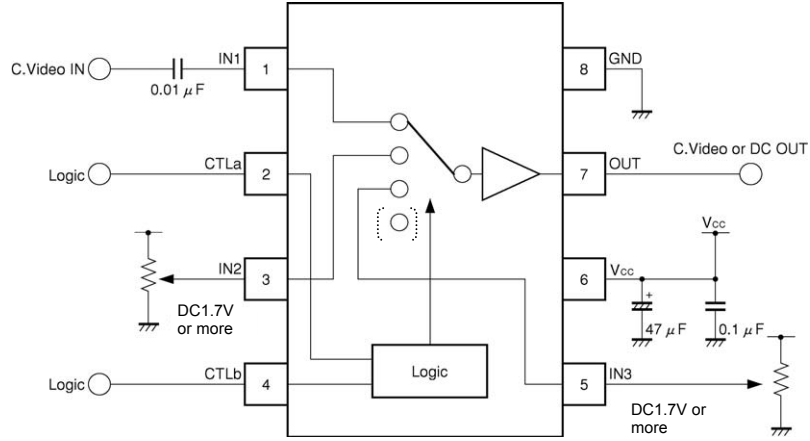 C.Video IN
0.01 μF
IN1
1
8
GND
Logic
CTLa
2
7
OUT
C.Video or DC OUT
IN2
3
DC1.7V
or more
6
Vcc
Vcc
+
47 μF
0.1 μF
Logic
CTLb
4
Logic
5
IN3
DC1.7V or
more